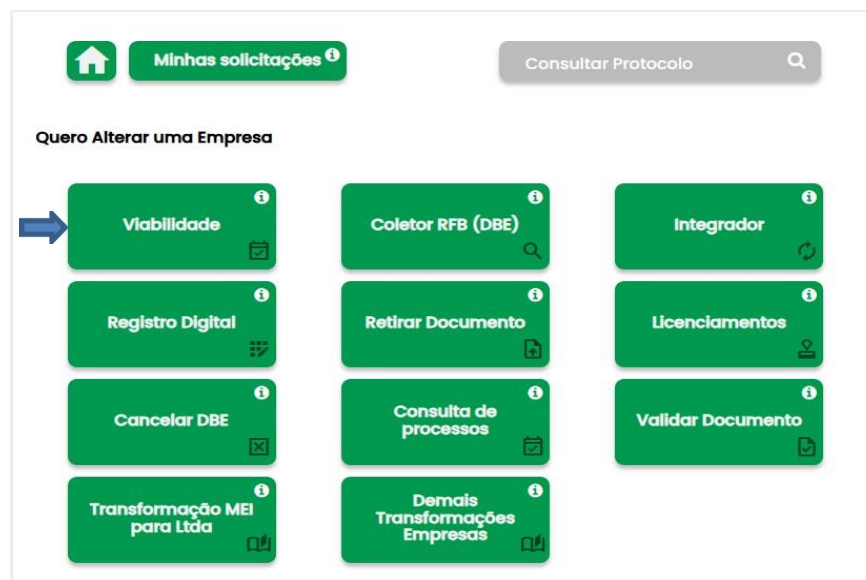 Minhas solicitações
Consultar Protocolo
Quero Alterar uma Empresa
Viabilidade
Coletor RFB (DBE)
Integrador
Registro Digital
Retirar Documento
Licenciamentos
Cancelar DBE
Consulta de
processos
Validar Documento
Transformação MEI
para Ltda
Demais
Transformações
Empresas